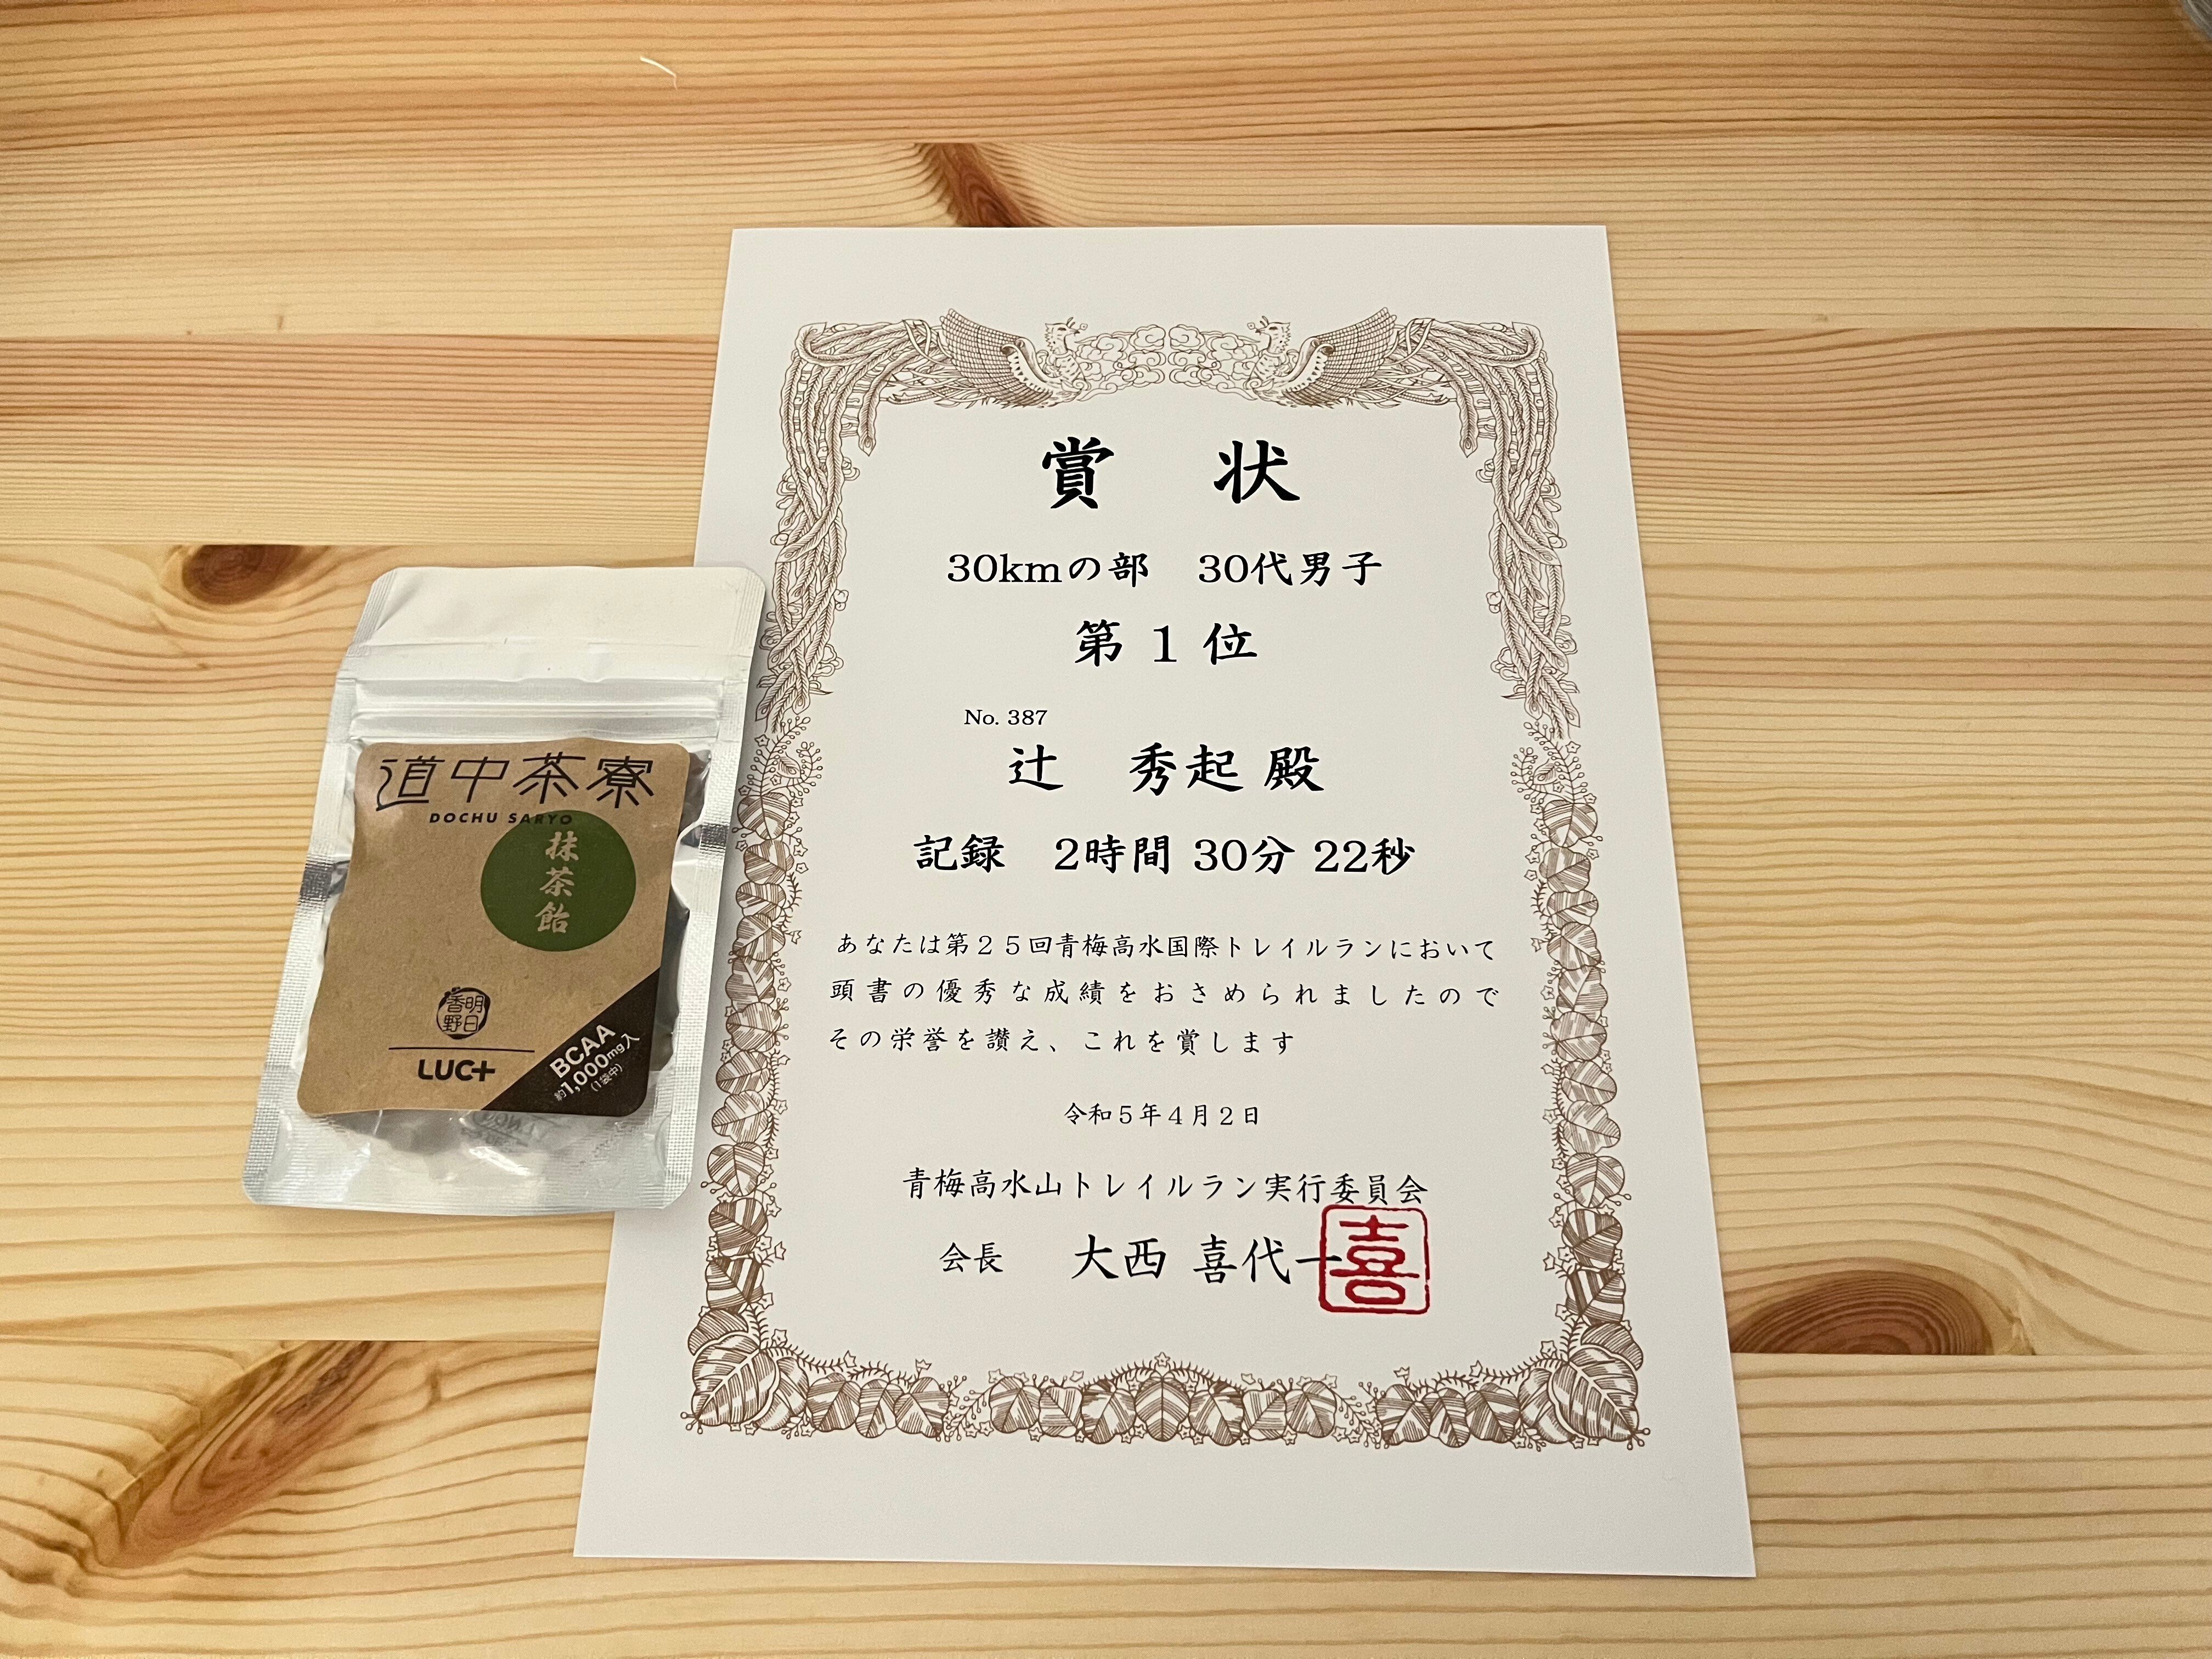 賞 状
30kmの部 30代男子
第 1 位
No. 387
辻 秀起 殿
記録 2時間 30分 22秒
あなたは第25回青梅高水国際トレイルランにおいて
頭書の優秀な成績をおさめられましたので
その栄誉を讃え、これを賞します
令和5年4月2日
青梅高水山トレイルラン実行委員会
会長 大西 喜代一
喜
道中茶寮
DOCHU SARYO
抹茶飴
明日香野
LUC+
BCAA
約1,000mg入
(1袋中)